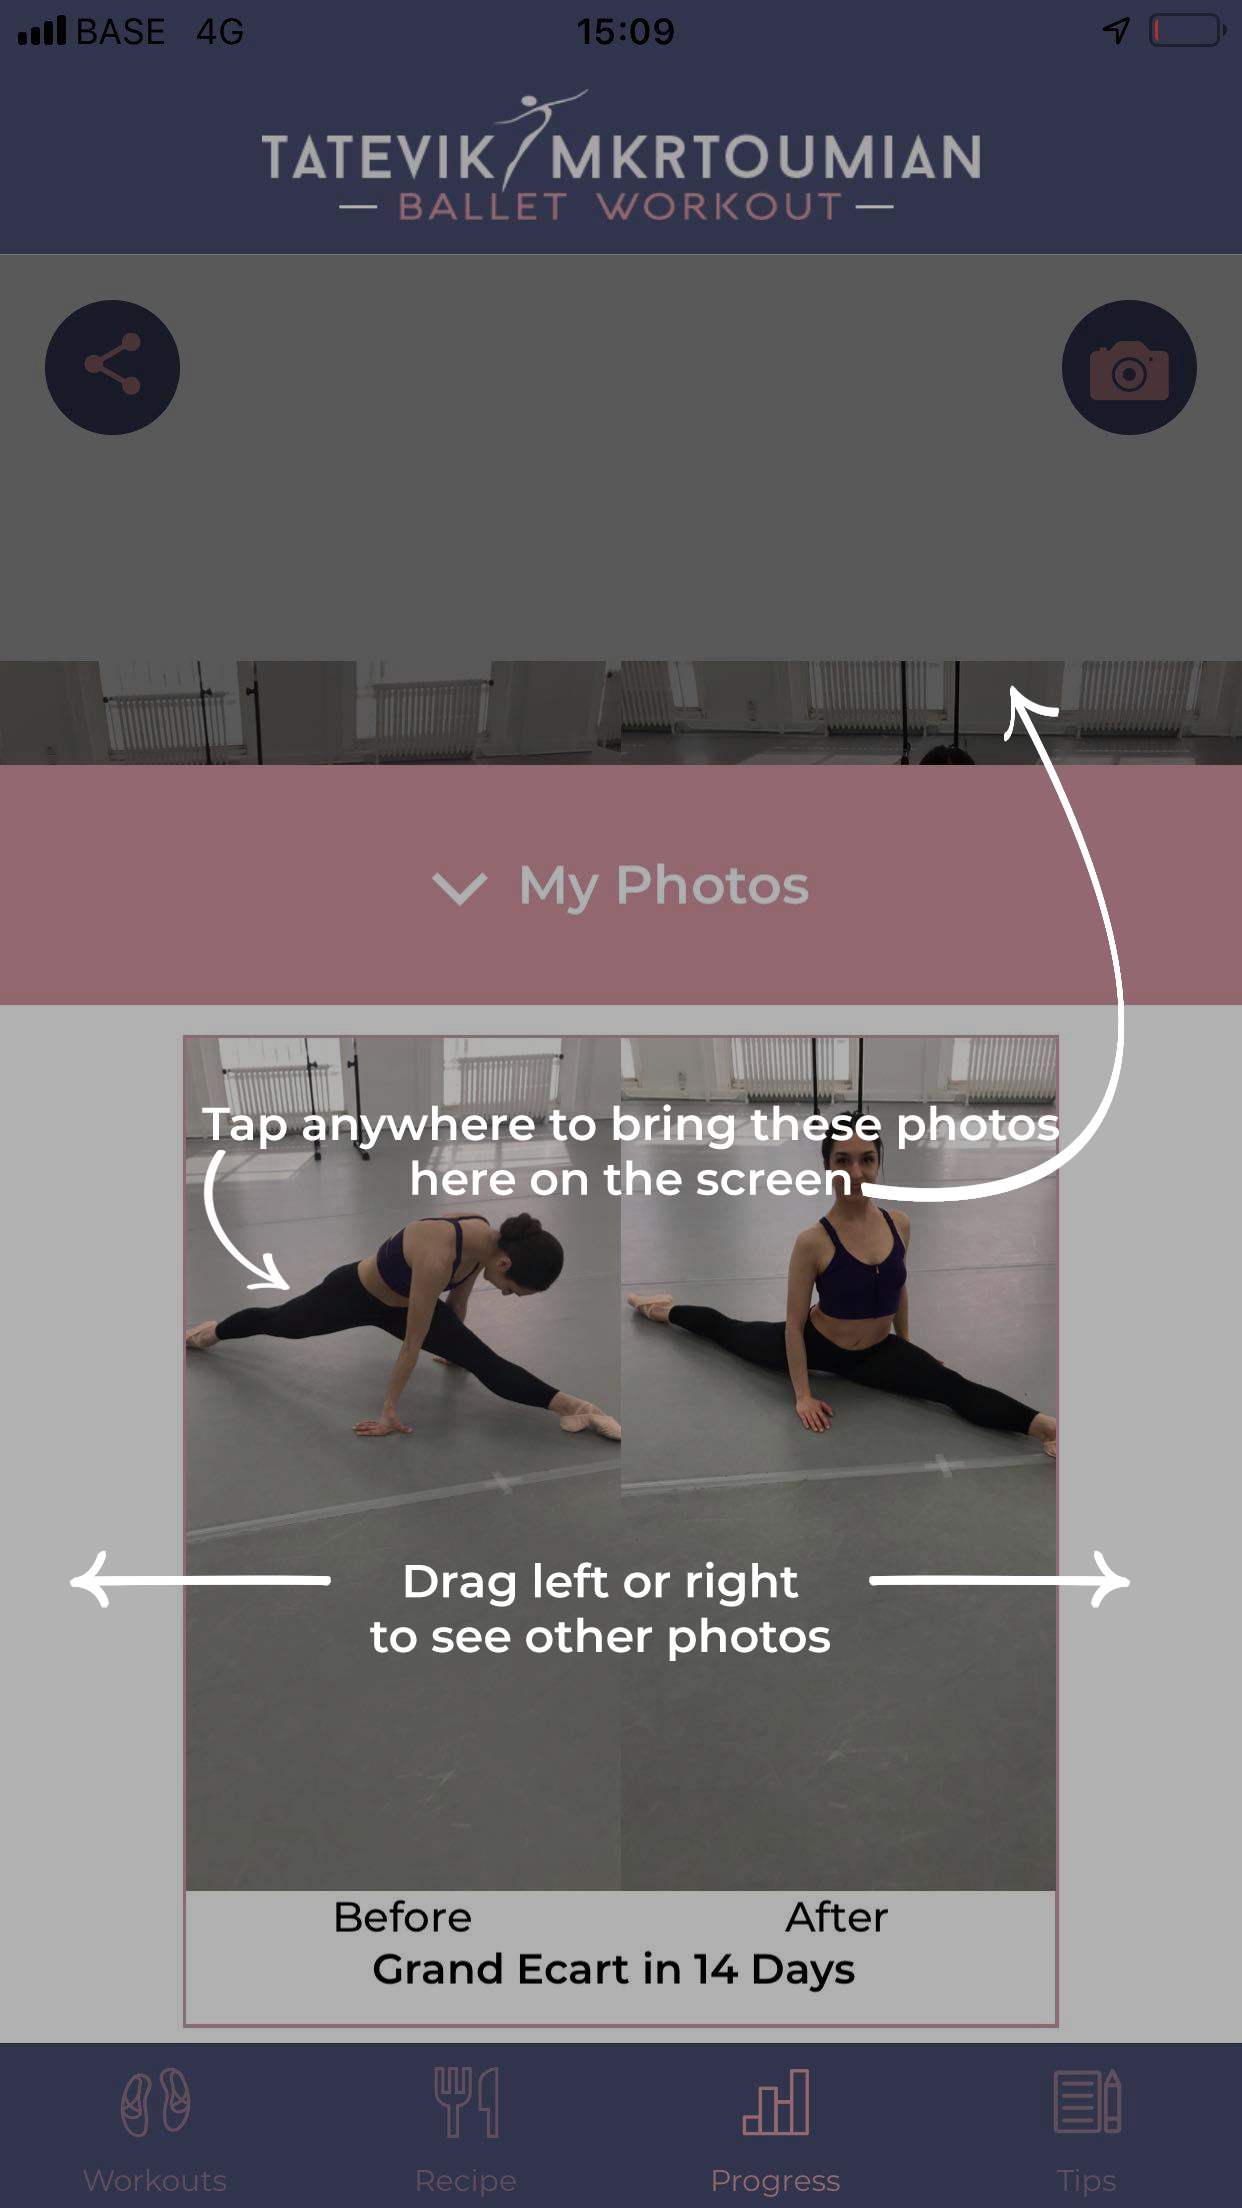 BASE 4G 15:09
TATEVIK MKRTOUMIAN
BALLET WORKOUT
My Photos
Tap anywhere to bring these photos
here on the screen
Drag left or right
to see other photos
Before After
Grand Ecart in 14 Days
Workouts Recipe Progress Tips